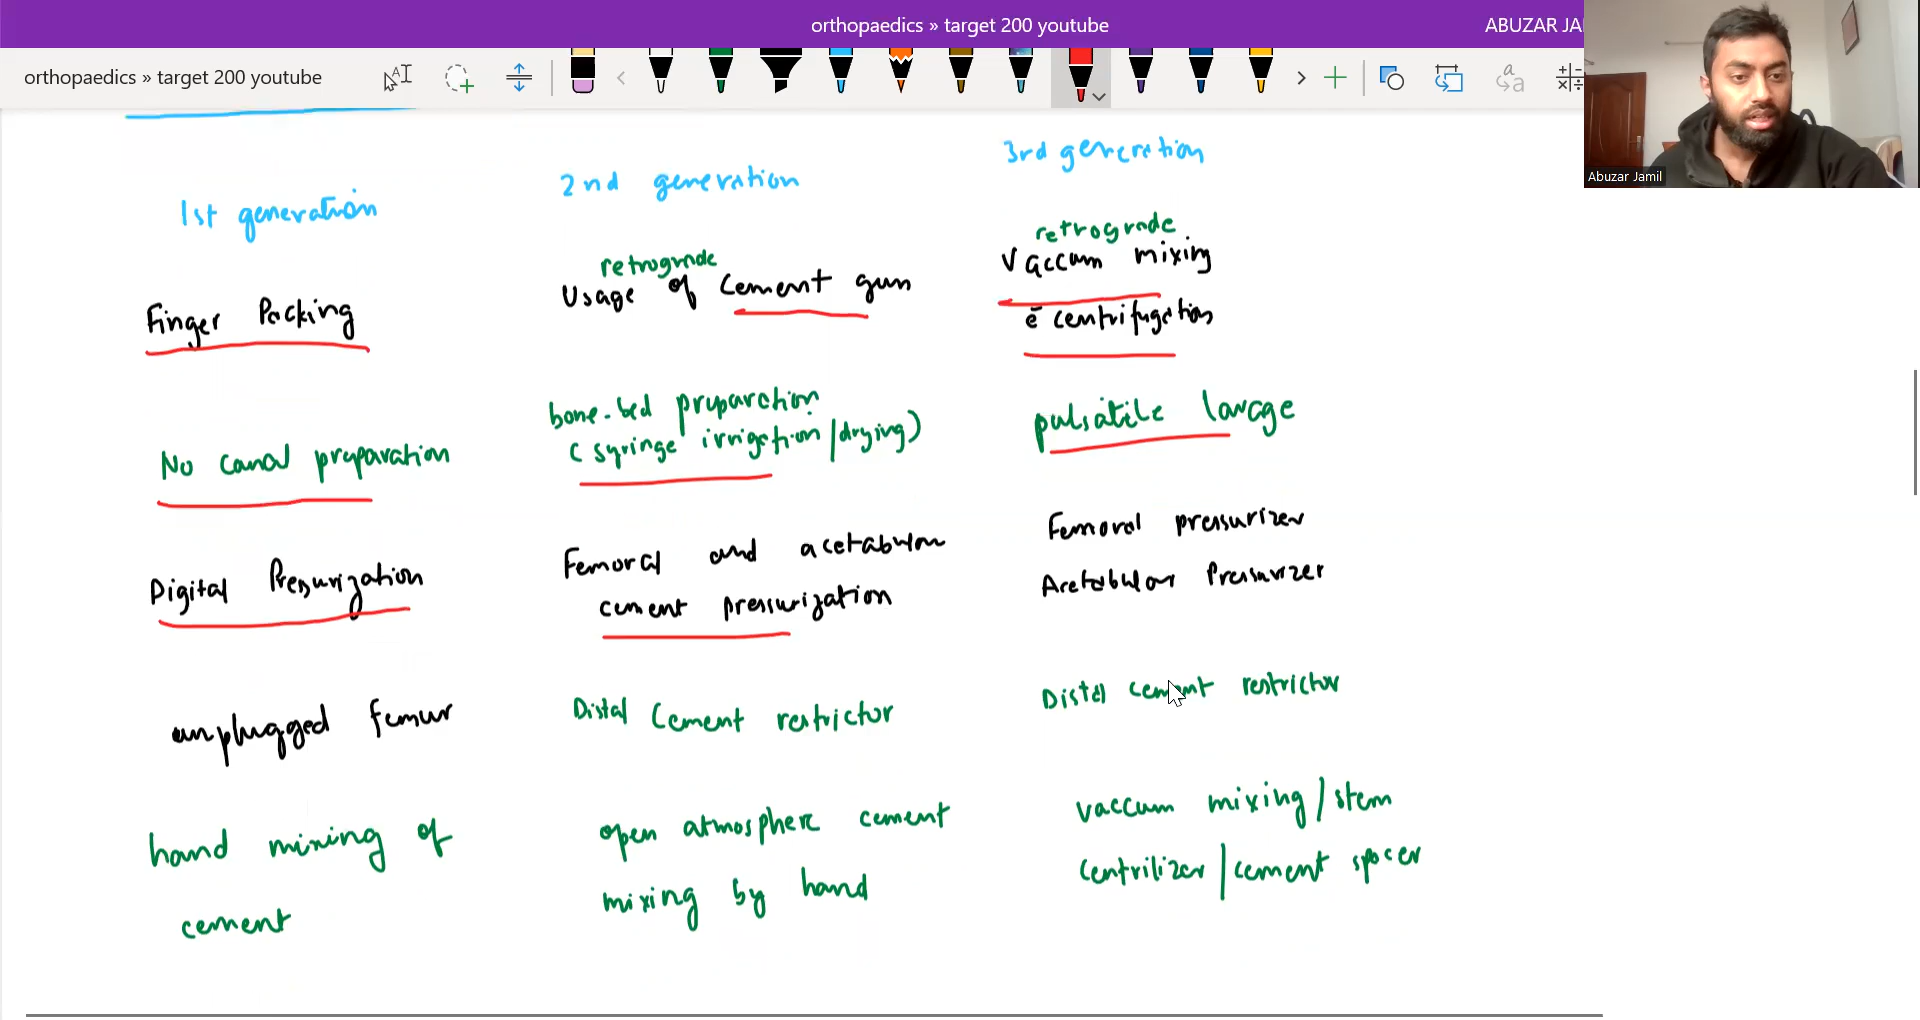 orthopaedics » target 200 youtube
ABUZAR JA
orthopaedics » target 200 youtube
Abuzar Jamil
1st generation
Finger Packing
No canal preparation
Digital Pressurization
unplugged femur
hand mixing of
cement
2nd generation
retrograde
Usage of cement gun
bone-bed preparation
(syringe irrigation/drying)
Femoral and acetabular
cement pressurization
Distal Cement restrictor
open atmosphere cement
mixing by hand
3rd generation
retrograde
Vaccum mixing
c̄ centrifugation
pulsatile lavage
Femoral pressurizer
Acetabular Pressurizer
Distal cement restrictor
vaccum mixing/stem
centrilizer/cement spacer